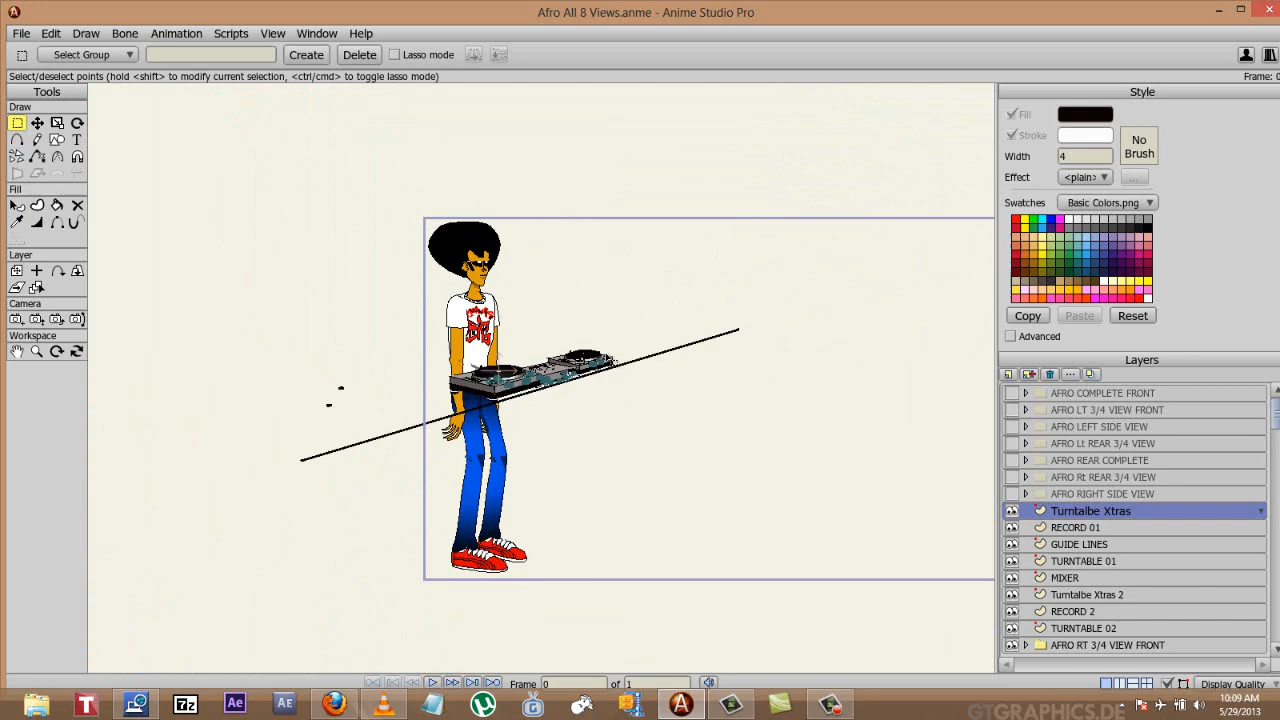 Afro All 8 Views.anme - Anime Studio Pro
File Edit Draw Bone Animation Scripts View Window Help
Select Group Create Delete Lasso mode
Select/deselect points (hold <shift> to modify current selection, <ctrl/cmd> to toggle lasso mode) Frame: 0
Tools
Draw
Fill
Layer
Camera
Workspace
Style
Fill
Stroke
No Brush
Width 4
Effect <plain> ...
Swatches Basic Colors.png
Copy Paste Reset
Advanced
Layers
AFRO COMPLETE FRONT
AFRO LT 3/4 VIEW FRONT
AFRO LEFT SIDE VIEW
AFRO Lt REAR 3/4 VIEW
AFRO REAR COMPLETE
AFRO Rt REAR 3/4 VIEW
AFRO RIGHT SIDE VIEW
Turntalbe Xtras
RECORD 01
GUIDE LINES
TURNTABLE 01
MIXER
Turntalbe Xtras 2
RECORD 2
TURNTABLE 02
AFRO RT 3/4 VIEW FRONT
Frame 0 of 1 Display Quality
T 7z Ae AE A
10:09 AM
5/29/2013
GTGRAPHICS.DE